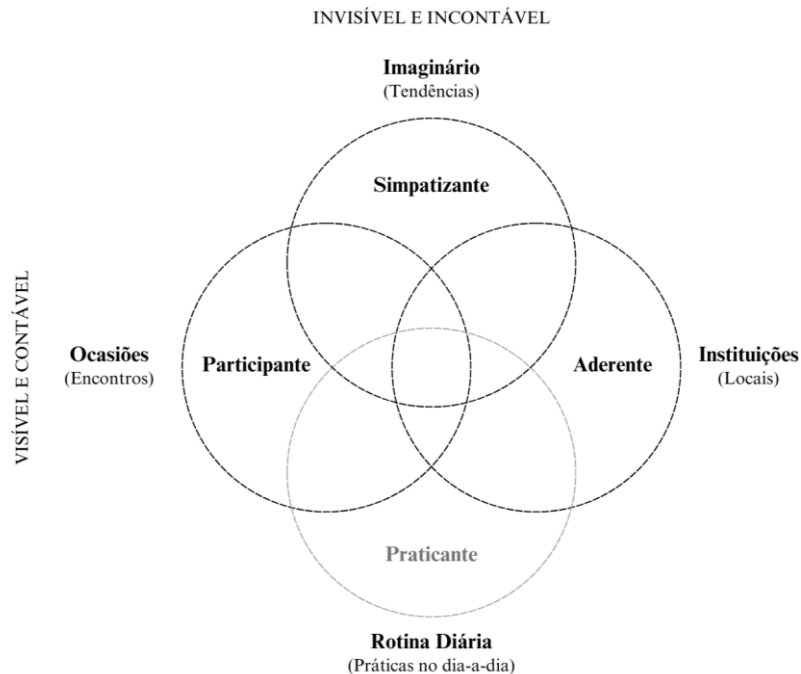 INVISÍVEL E INCONTÁVEL
Imaginário
(Tendências)
Simpatizante
VISÍVEL E CONTÁVEL
Ocasiões
(Encontros)
Participante
Aderente
Instituições
(Locais)
Praticante
Rotina Diária
(Práticas no dia-a-dia)